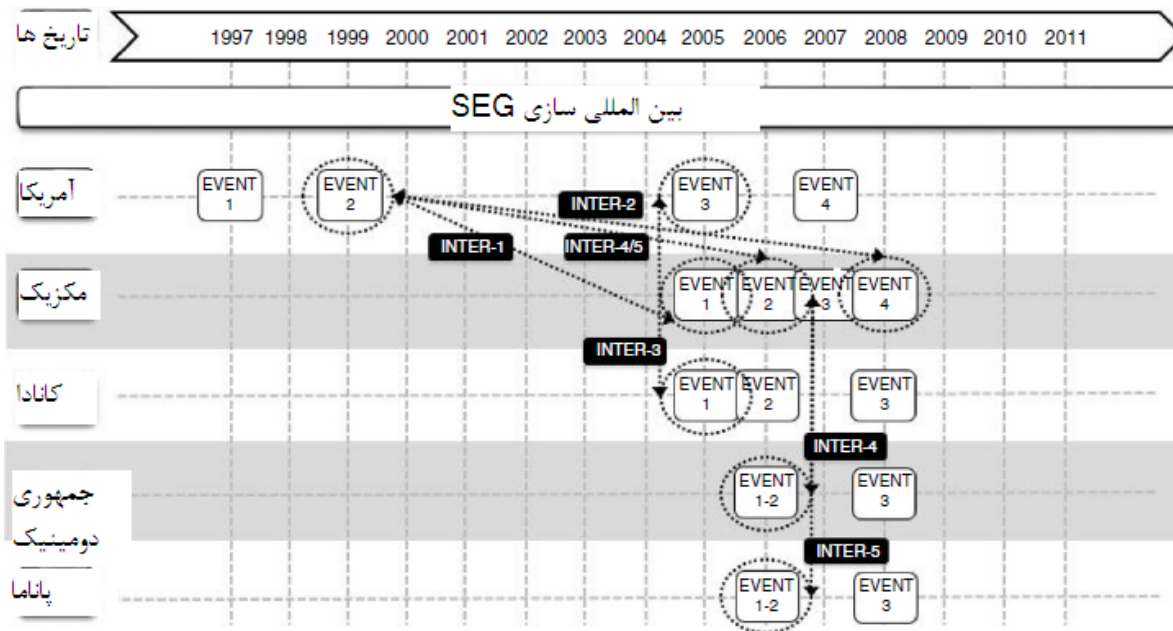 تاریخ ها
1997 1998 1999 2000 2001 2002 2003 2004 2005 2006 2007 2008 2009 2010 2011
بین المللی سازی SEG
آمریکا
EVENT
1
EVENT
2
EVENT
3
EVENT
4
INTER-2
INTER-1
INTER-4/5
مکزیک
EVENT
1
EVENT
2
EVENT
3
EVENT
4
INTER-3
کانادا
EVENT
1
EVENT
2
EVENT
3
INTER-4
جمهوری
دومینیک
EVENT
1-2
EVENT
3
INTER-5
پاناما
EVENT
1-2
EVENT
3